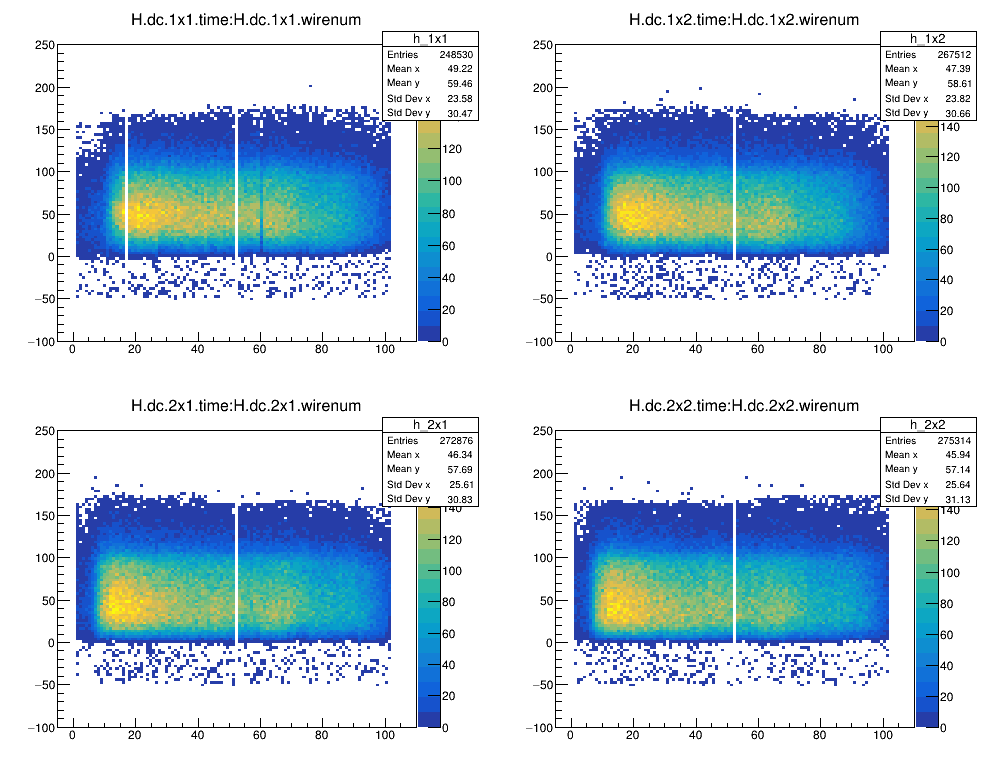 H.dc.1x1.time:H.dc.1x1.wirenum
h_1x1
Entries 248530
Mean x 49.22
Mean y 59.46
Std Dev x 23.58
Std Dev y 30.47
250
200
150
100
50
0
−50
−100
0 20 40 60 80 100
120
100
80
60
40
20
0
H.dc.1x2.time:H.dc.1x2.wirenum
h_1x2
Entries 267512
Mean x 47.39
Mean y 58.61
Std Dev x 23.82
Std Dev y 30.66
250
200
150
100
50
0
−50
−100
0 20 40 60 80 100
140
120
100
80
60
40
20
0
H.dc.2x1.time:H.dc.2x1.wirenum
h_2x1
Entries 272876
Mean x 46.34
Mean y 57.69
Std Dev x 25.61
Std Dev y 30.83
250
200
150
100
50
0
−50
−100
0 20 40 60 80 100
140
120
100
80
60
40
20
0
H.dc.2x2.time:H.dc.2x2.wirenum
h_2x2
Entries 275314
Mean x 45.94
Mean y 57.14
Std Dev x 25.64
Std Dev y 31.13
250
200
150
100
50
0
−50
−100
0 20 40 60 80 100
140
120
100
80
60
40
20
0